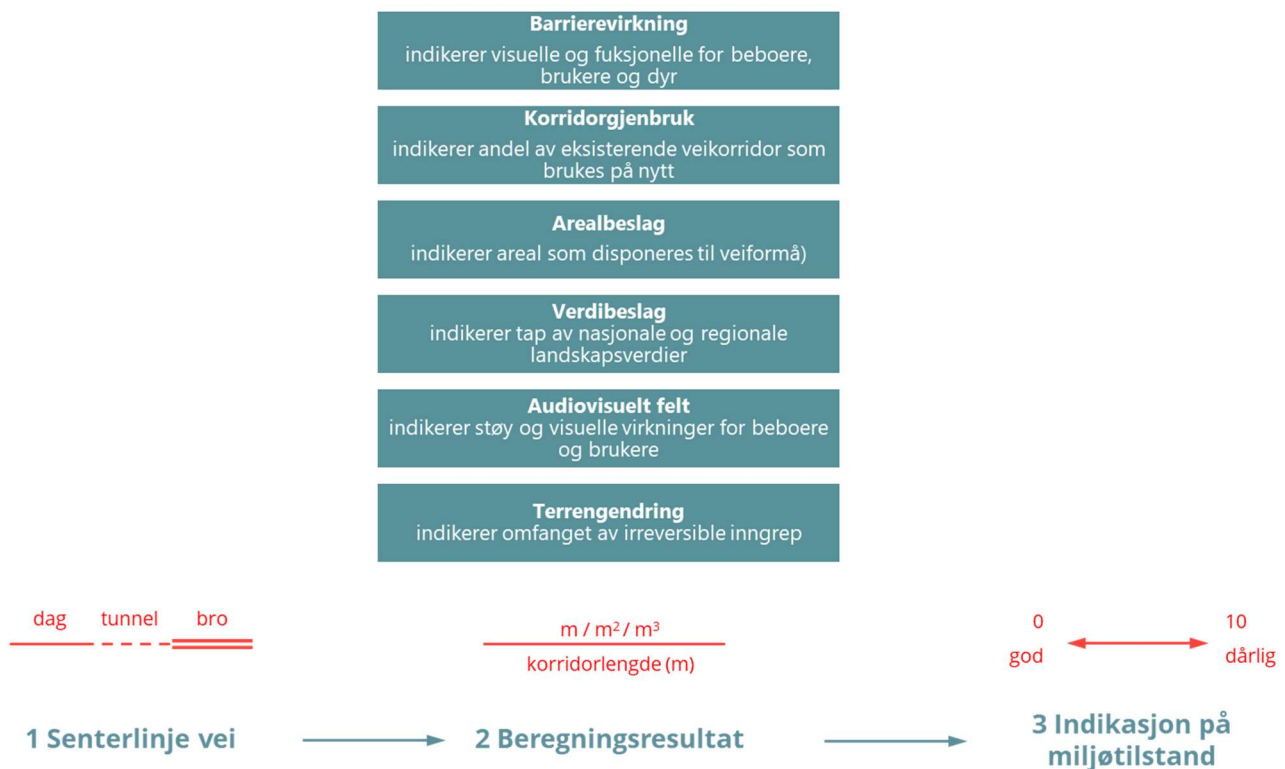 Barrierevirkning
indikerer visuelle og fuksjonelle for beboere,
brukere og dyr
Korridorgjenbruk
indikerer andel av eksisterende veikorridor som
brukes på nytt
Arealbeslag
indikerer areal som disponeres til veiformå)
Verdibeslag
indikerer tap av nasjonale og regionale
landskapsverdier
Audiovisuelt felt
indikerer støy og visuelle virkninger for beboere
og brukere
Terrengendring
indikerer omfanget av irreversible inngrep
dag tunnel bro
m / m² / m³
korridorlengde (m)
0 10
god dårlig
1 Senterlinje vei
2 Beregningsresultat
3 Indikasjon på
miljøtilstand